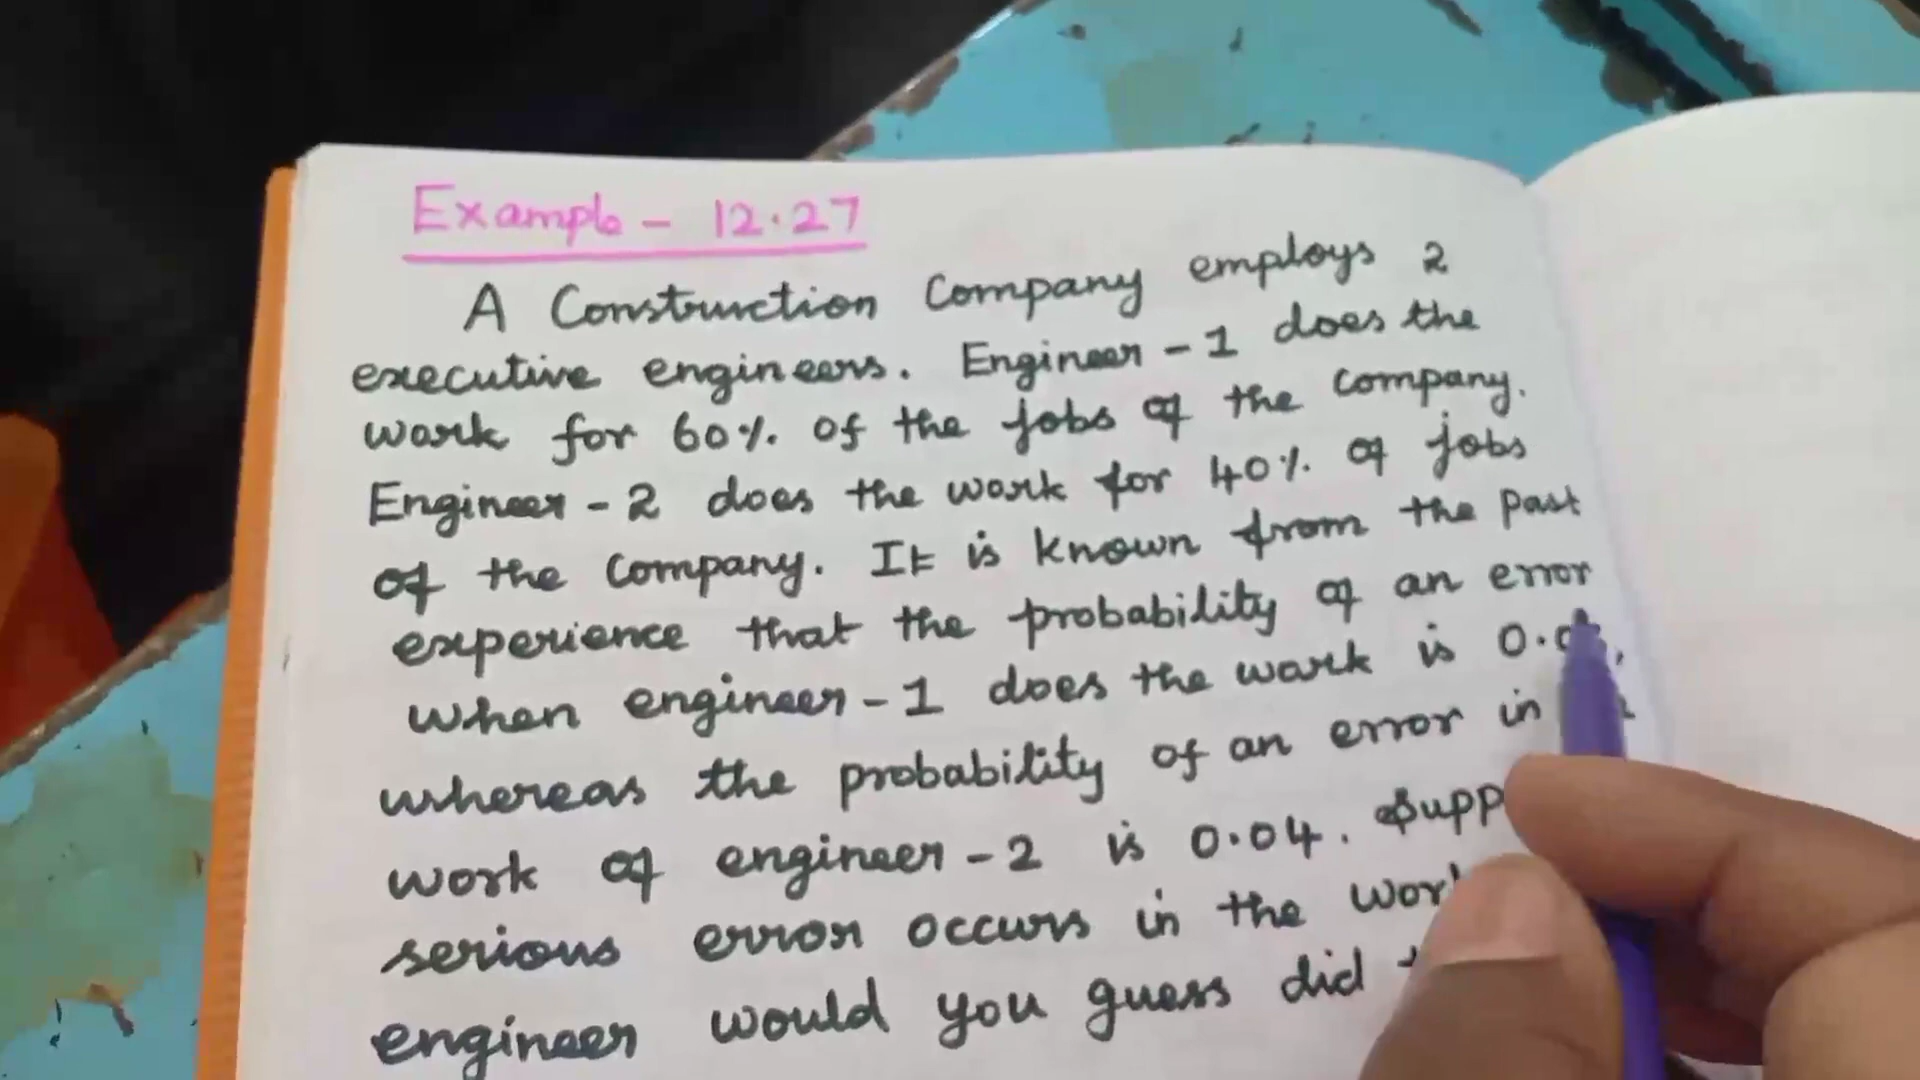 Example - 12.27
A Construction Company employs 2
executive engineers. Engineer - 1 does the
work for 60% of the jobs of the company.
Engineer - 2 does the work for 40% of jobs
of the company. It is known from the past
experience that the probability of an error
when engineer - 1 does the work is
whereas the probability of an error in
work of engineer - 2 is 0.04.
serious error occurs in the
engineer would you guess did